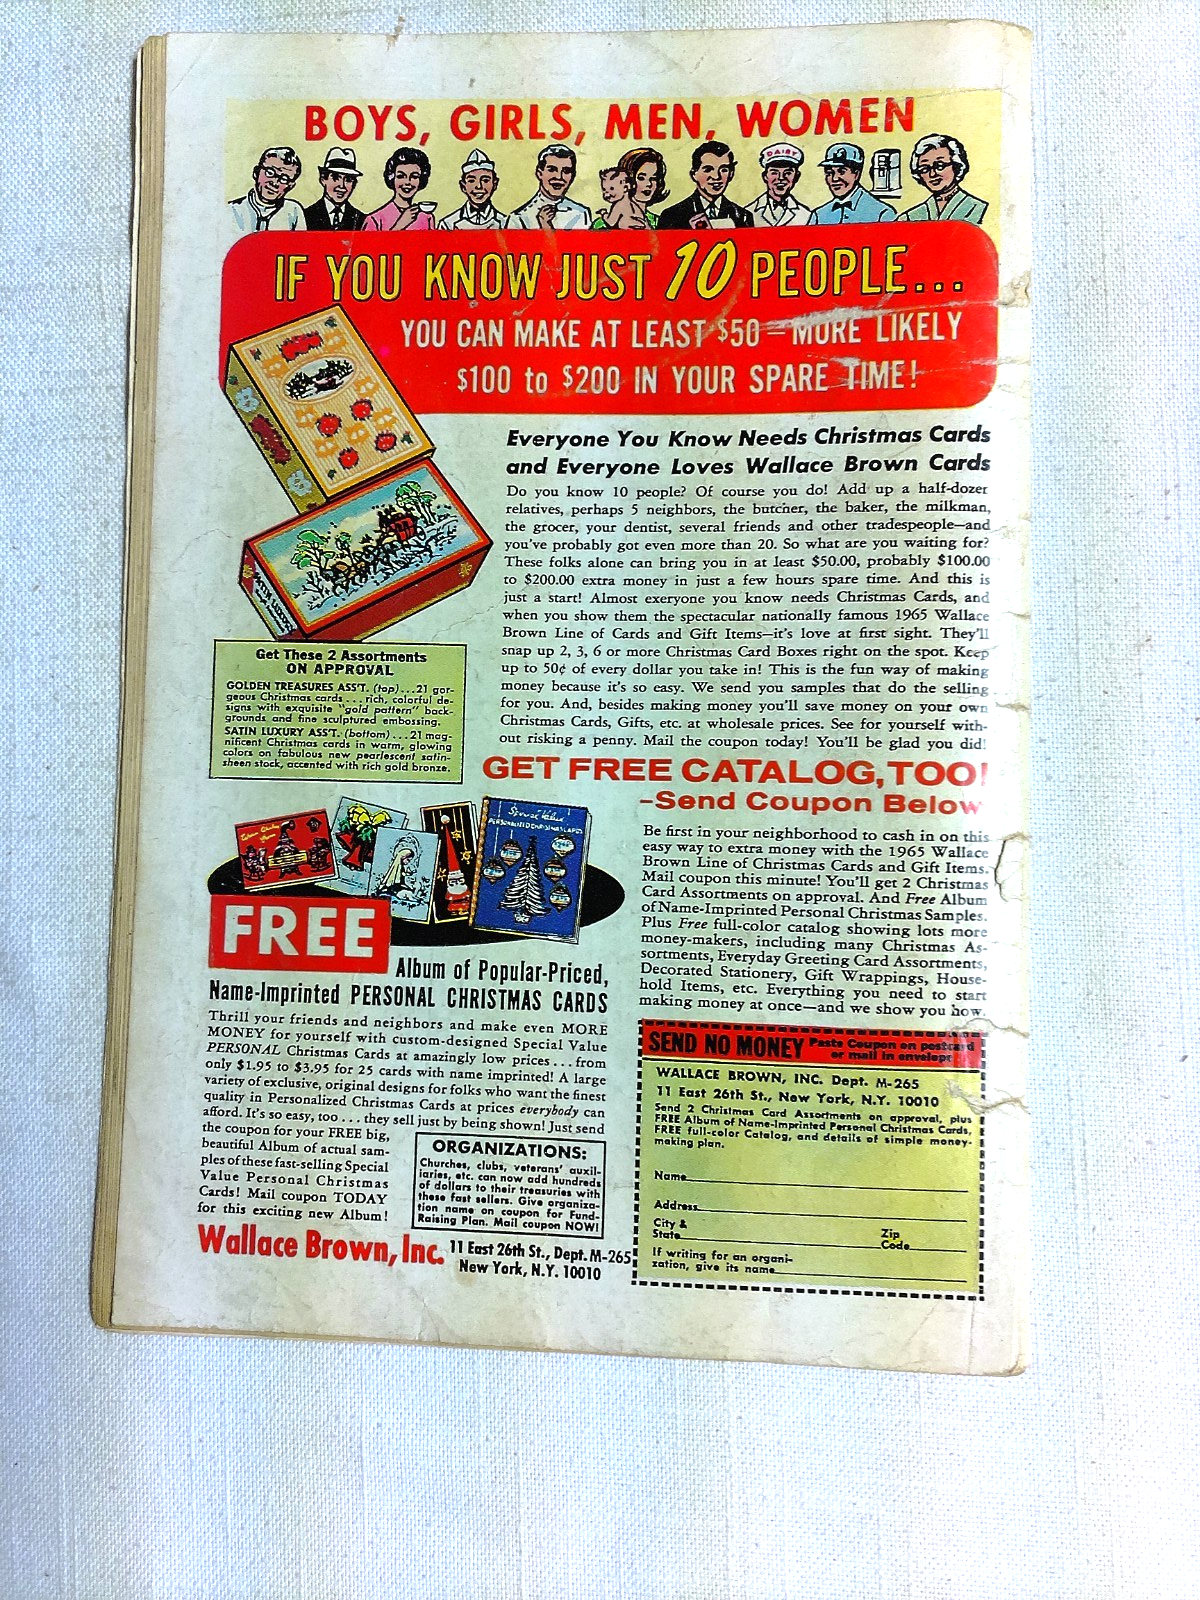 BOYS, GIRLS, MEN, WOMEN
DAIRY
IF YOU KNOW JUST 10 PEOPLE...
YOU CAN MAKE AT LEAST $50 — MORE LIKELY
$100 to $200 IN YOUR SPARE TIME!
Everyone You Know Needs Christmas Cards
and Everyone Loves Wallace Brown Cards
Do you know 10 people? Of course you do! Add up a half-dozen
relatives, perhaps 5 neighbors, the butcher, the baker, the milkman,
the grocer, your dentist, several friends and other tradespeople—and
you've probably got even more than 20. So what are you waiting for?
These folks alone can bring you in at least $50.00, probably $100.00
to $200.00 extra money in just a few hours spare time. And this is
just a start! Almost exeryone you know needs Christmas Cards, and
when you show them the spectacular nationally famous 1965 Wallace
Brown Line of Cards and Gift Items—it's love at first sight. They'll
snap up 2, 3, 6 or more Christmas Card Boxes right on the spot. Keep
up to 50¢ of every dollar you take in! This is the fun way of making
money because it's so easy. We send you samples that do the selling
for you. And, besides making money you'll save money on your own
Christmas Cards, Gifts, etc. at wholesale prices. See for yourself with-
out risking a penny. Mail the coupon today! You'll be glad you did!
SATIN LUXURY
Get These 2 Assortments
ON APPROVAL
GOLDEN TREASURES ASS'T. (top)...21 gor-
geous Christmas cards...rich, colorful de-
signs with exquisite "gold pattern" back-
grounds and fine sculptured embossing.
SATIN LUXURY ASS'T. (bottom)...21 mag-
nificent Christmas cards in warm, glowing
colors on fabulous new pearlescent satin-
sheen stock, accented with rich gold bronze.
GET FREE CATALOG, TOO!
–Send Coupon Below
Be first in your neighborhood to cash in on this
easy way to extra money with the 1965 Wallace
Brown Line of Christmas Cards and Gift Items.
Mail coupon this minute! You'll get 2 Christmas
Card Assortments on approval. And Free Album
of Name-Imprinted Personal Christmas Samples.
Plus Free full-color catalog showing lots more
money-makers, including many Christmas As-
sortments, Everyday Greeting Card Assortments,
Decorated Stationery, Gift Wrappings, House-
hold Items, etc. Everything you need to start
making money at once—and we show you how.
Special Value
PERSONALIZED CHRISTMAS CARDS
FREE
Album of Popular-Priced,
Name-Imprinted PERSONAL CHRISTMAS CARDS
Thrill your friends and neighbors and make even MORE
MONEY for yourself with custom-designed Special Value
PERSONAL Christmas Cards at amazingly low prices...from
only $1.95 to $3.95 for 25 cards with name imprinted! A large
variety of exclusive, original designs for folks who want the finest
quality in Personalized Christmas Cards at prices everybody can
afford. It's so easy, too...they sell just by being shown! Just send
the coupon for your FREE big,
beautiful Album of actual sam-
ples of these fast-selling Special
Value Personal Christmas
Cards! Mail coupon TODAY
for this exciting new Album!
ORGANIZATIONS:
Churches, clubs, veterans' auxil-
iaries, etc. can now add hundreds
of dollars to their treasuries with
these fast sellers. Give organiza-
tion name on coupon for Fund-
Raising Plan. Mail coupon NOW!
Wallace Brown, Inc. 11 East 26th St., Dept. M-265
New York, N.Y. 10010
SEND NO MONEY Paste Coupon on postcard
or mail in envelope
WALLACE BROWN, INC. Dept. M-265
11 East 26th St., New York, N.Y. 10010
Send 2 Christmas Card Assortments on approval, plus
FREE Album of Name-Imprinted Personal Christmas Cards,
FREE full-color Catalog, and details of simple money-
making plan.
Name
Address
City &
State
Zip
Code
If writing for an organi-
zation, give its name